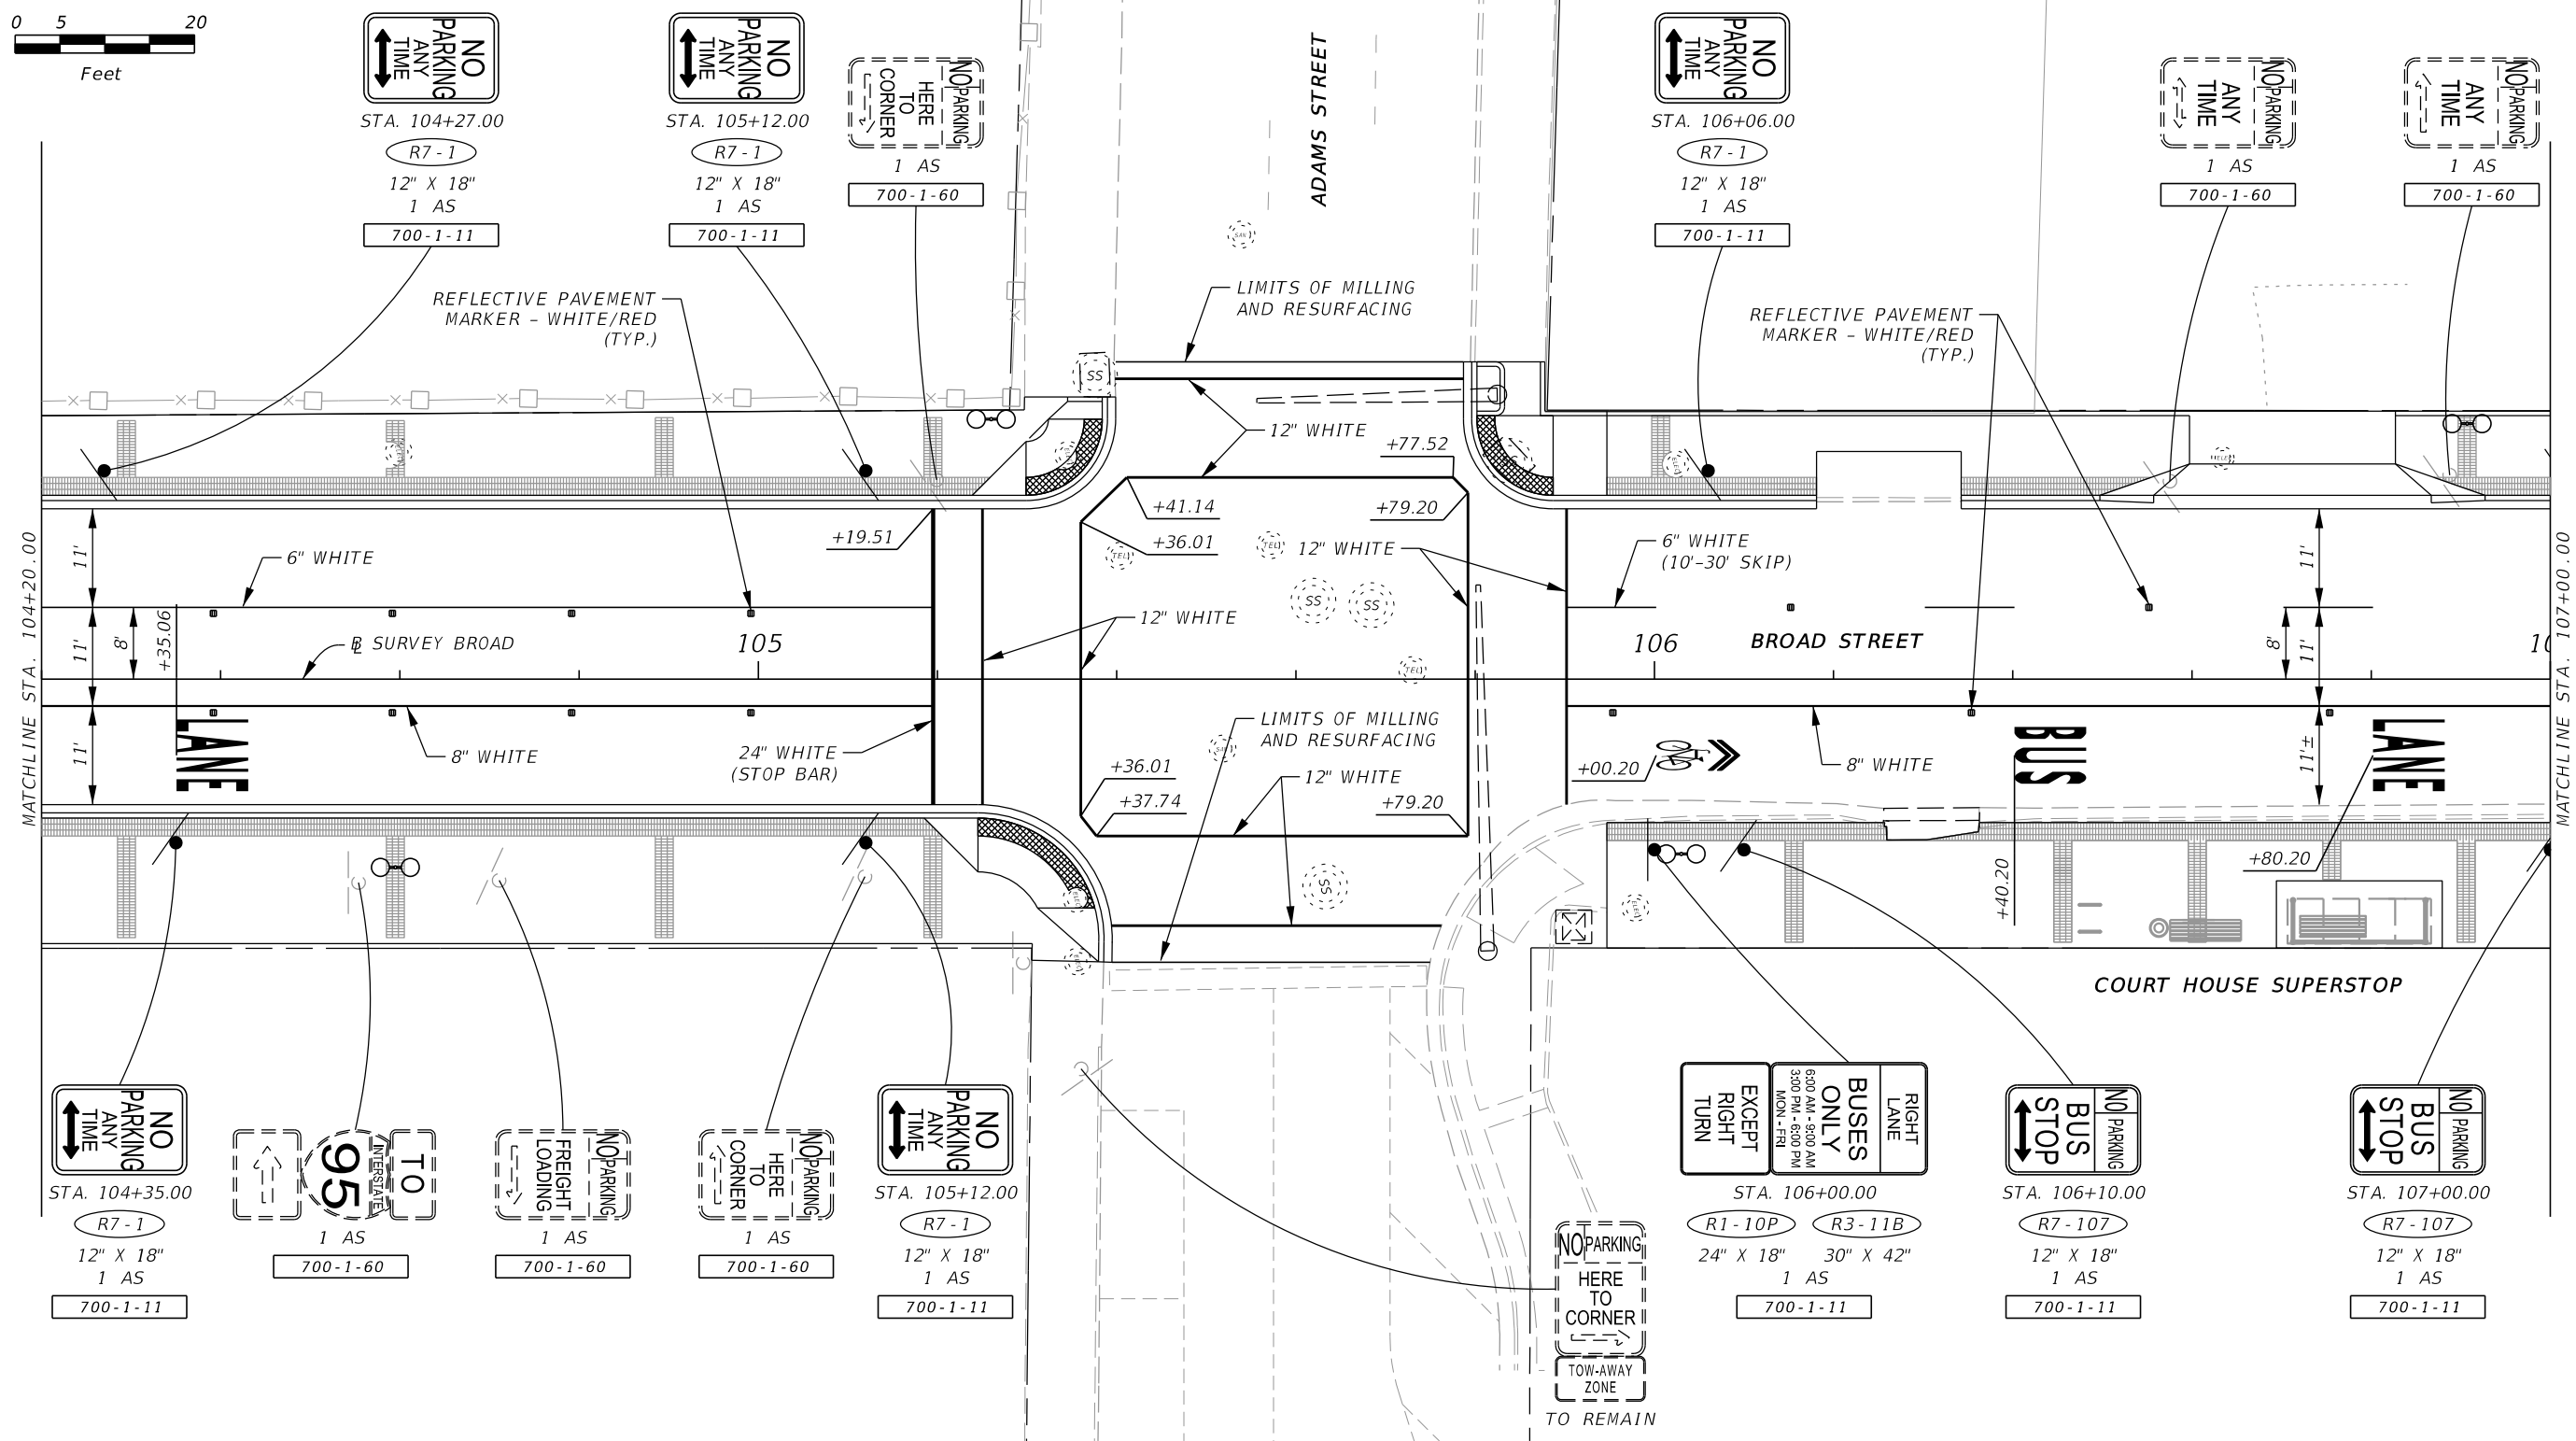 0 5 20
Feet
NO
PARKING
ANY
TIME
STA. 104+27.00
R7-1
12" X 18"
1 AS
700-1-11
NO
PARKING
ANY
TIME
STA. 105+12.00
R7-1
12" X 18"
1 AS
700-1-11
NO PARKING
HERE
TO
CORNER
1 AS
700-1-60
ADAMS STREET
NO
PARKING
ANY
TIME
STA. 106+06.00
R7-1
12" X 18"
1 AS
700-1-11
NO PARKING
ANY
TIME
1 AS
700-1-60
NO PARKING
ANY
TIME
1 AS
700-1-60
REFLECTIVE PAVEMENT
MARKER - WHITE/RED
(TYP.)
LIMITS OF MILLING
AND RESURFACING
REFLECTIVE PAVEMENT
MARKER - WHITE/RED
(TYP.)
SS
12" WHITE
+77.52
+41.14
+79.20
+36.01
+19.51
12" WHITE
TEL
TEL
6" WHITE
6" WHITE
(10'-30' SKIP)
11'
11'
MATCHLINE STA. 104+20.00
MATCHLINE STA. 107+00.00
SS
SS
12" WHITE
11'
8'
+35.06
BL SURVEY BROAD
105
106
BROAD STREET
8'
11'
10
TEL
11'
LANE
8" WHITE
24" WHITE
(STOP BAR)
LIMITS OF MILLING
AND RESURFACING
+36.01
12" WHITE
+37.74
+79.20
+00.20
8" WHITE
BUS
11'±
LANE
+40.20
+80.20
SS
COURT HOUSE SUPERSTOP
NO
PARKING
ANY
TIME
STA. 104+35.00
R7-1
12" X 18"
1 AS
700-1-11
TO
INTERSTATE
95
1 AS
700-1-60
NO PARKING
FREIGHT
LOADING
1 AS
700-1-60
NO PARKING
HERE
TO
CORNER
1 AS
700-1-60
NO
PARKING
ANY
TIME
STA. 105+12.00
R7-1
12" X 18"
1 AS
700-1-11
NO PARKING
HERE
TO
CORNER
TOW-AWAY
ZONE
TO REMAIN
RIGHT
LANE
BUSES
ONLY
6:00 AM - 9:00 AM
3:00 PM - 6:00 PM
MON - FRI
EXCEPT
RIGHT
TURN
STA. 106+00.00
R1-10P R3-11B
24" X 18" 30" X 42"
1 AS
700-1-11
NO PARKING
BUS
STOP
STA. 106+10.00
R7-107
12" X 18"
1 AS
700-1-11
NO PARKING
BUS
STOP
STA. 107+00.00
R7-107
12" X 18"
1 AS
700-1-11